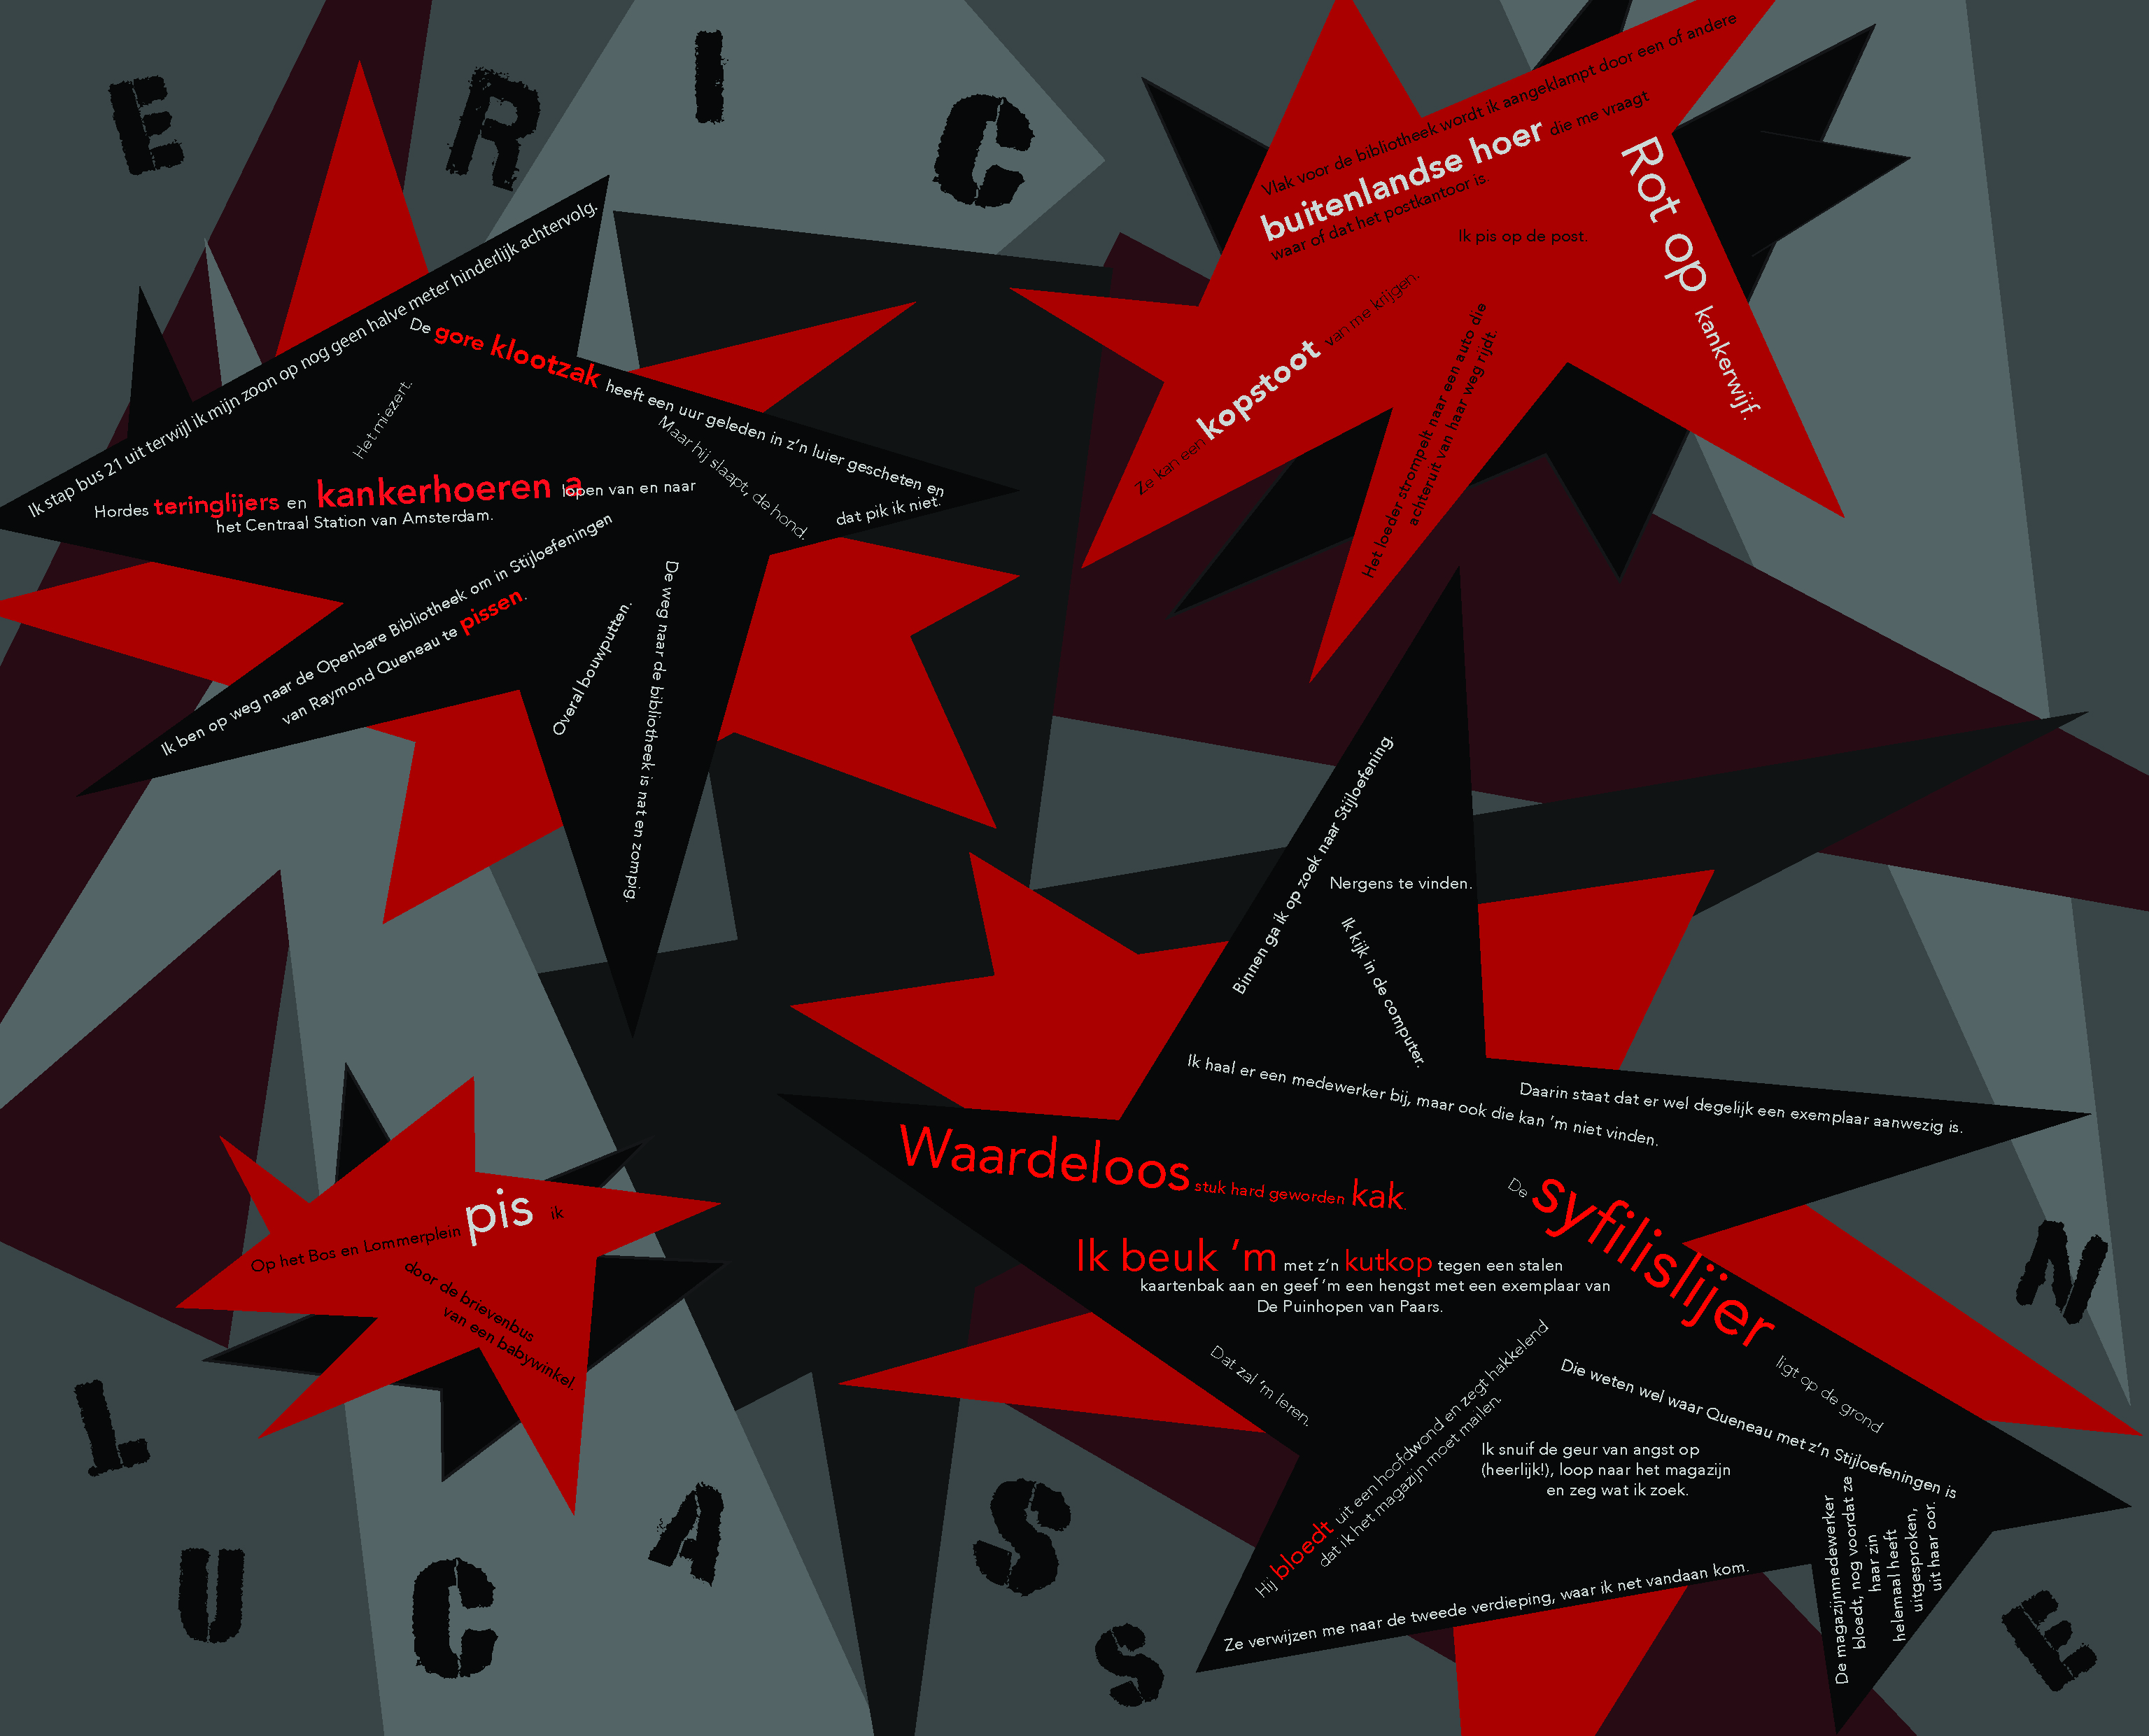 E R I C
Ik stap bus 21 uit terwijl ik mijn zoon op nog geen halve meter hinderlijk achtervolg.
De gore klootzak heeft een uur geleden in z’n luier gescheten en
dat pik ik niet.
Maar hij slaapt, de hond.
Het miezert.
Hordes teringlijers en kankerhoeren a lopen van en naar
het Centraal Station van Amsterdam.
Ik ben op weg naar de Openbare Bibliotheek om in Stijloefeningen
van Raymond Queneau te pissen.
Overal bouwputten.
De weg naar de bibliotheek is nat en zompig.
Vlak voor de bibliotheek wordt ik aangeklampt door een of andere
buitenlandse hoer die me vraagt
waar of dat het postkantoor is
Ik pis op de post.
Rot op kankerwijf.
Ze kan een kopstoot van me krijgen.
Het loeder strompelt naar een auto die
achteruit van haar weg rijdt.
Binnen ga ik op zoek naar Stijloefening.
Nergens te vinden.
Ik kijk in de computer.
Daarin staat dat er wel degelijk een exemplaar aanwezig is.
Ik haal er een medewerker bij, maar ook die kan ’m niet vinden.
Waardeloos stuk hard geworden kak.
Ik beuk ’m met z’n kutkop tegen een stalen
kaartenbak aan en geef ’m een hengst met een exemplaar van
De Puinhopen van Paars.
Dat zal ’m leren.
De syfilislijer ligt op de grond
Hij bloedt uit een hoofdwond en zegt hakkelend
dat ik het magazijn moet mailen.
Die weten wel waar Queneau met z’n Stijloefeningen is
Ik snuif de geur van angst op
(heerlijk!), loop naar het magazijn
en zeg wat ik zoek.
De magazijnmedewerker
bloedt, nog voordat ze
haar zin
helemaal heeft
uitgesproken,
uit haar oor.
Ze verwijzen me naar de tweede verdieping, waar ik net vandaan kom.
Op het Bos en Lommerplein pis ik
door de brievenbus
van een babywinkel.
L U C A S S E N